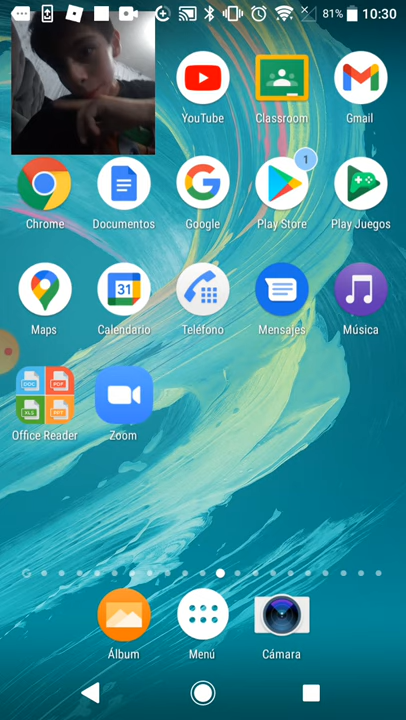 81% 10:30
YouTube Classroom Gmail
1
Chrome Documentos Google Play Store Play Juegos
31
Maps Calendario Teléfono Mensajes Música
DOC PDF
XLS PPT
Office Reader Zoom
G
Álbum Menú Cámara